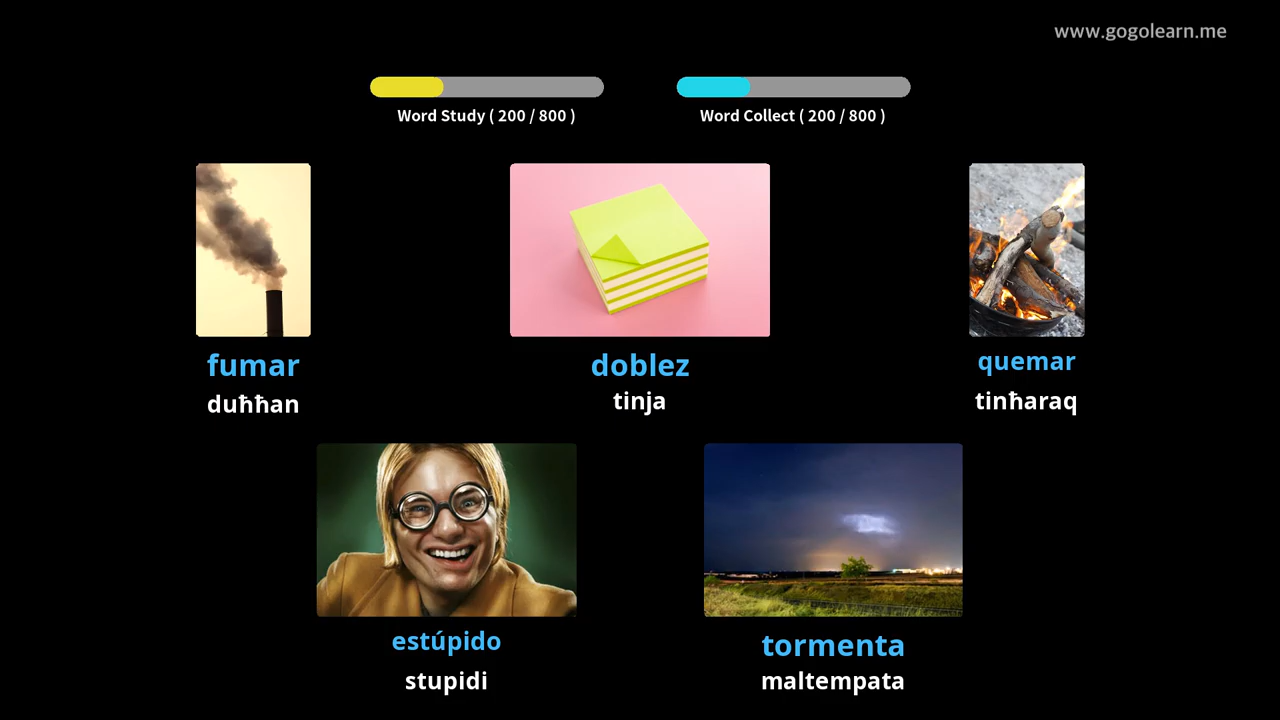 www.gogolearn.me
Word Study ( 200 / 800 )
Word Collect ( 200 / 800 )
fumar
duħħan
doblez
tinja
quemar
tinħaraq
estúpido
stupidi
tormenta
maltempata